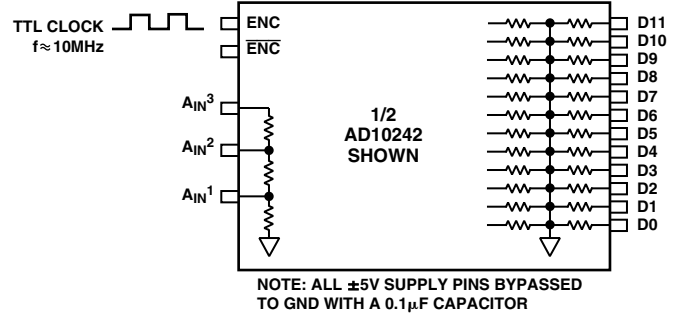 TTL CLOCK
f≈10MHz
ENC
ENC
AIN3
AIN2
AIN1
1/2
AD10242
SHOWN
D11
D10
D9
D8
D7
D6
D5
D4
D3
D2
D1
D0
NOTE: ALL ±5V SUPPLY PINS BYPASSED
TO GND WITH A 0.1μF CAPACITOR